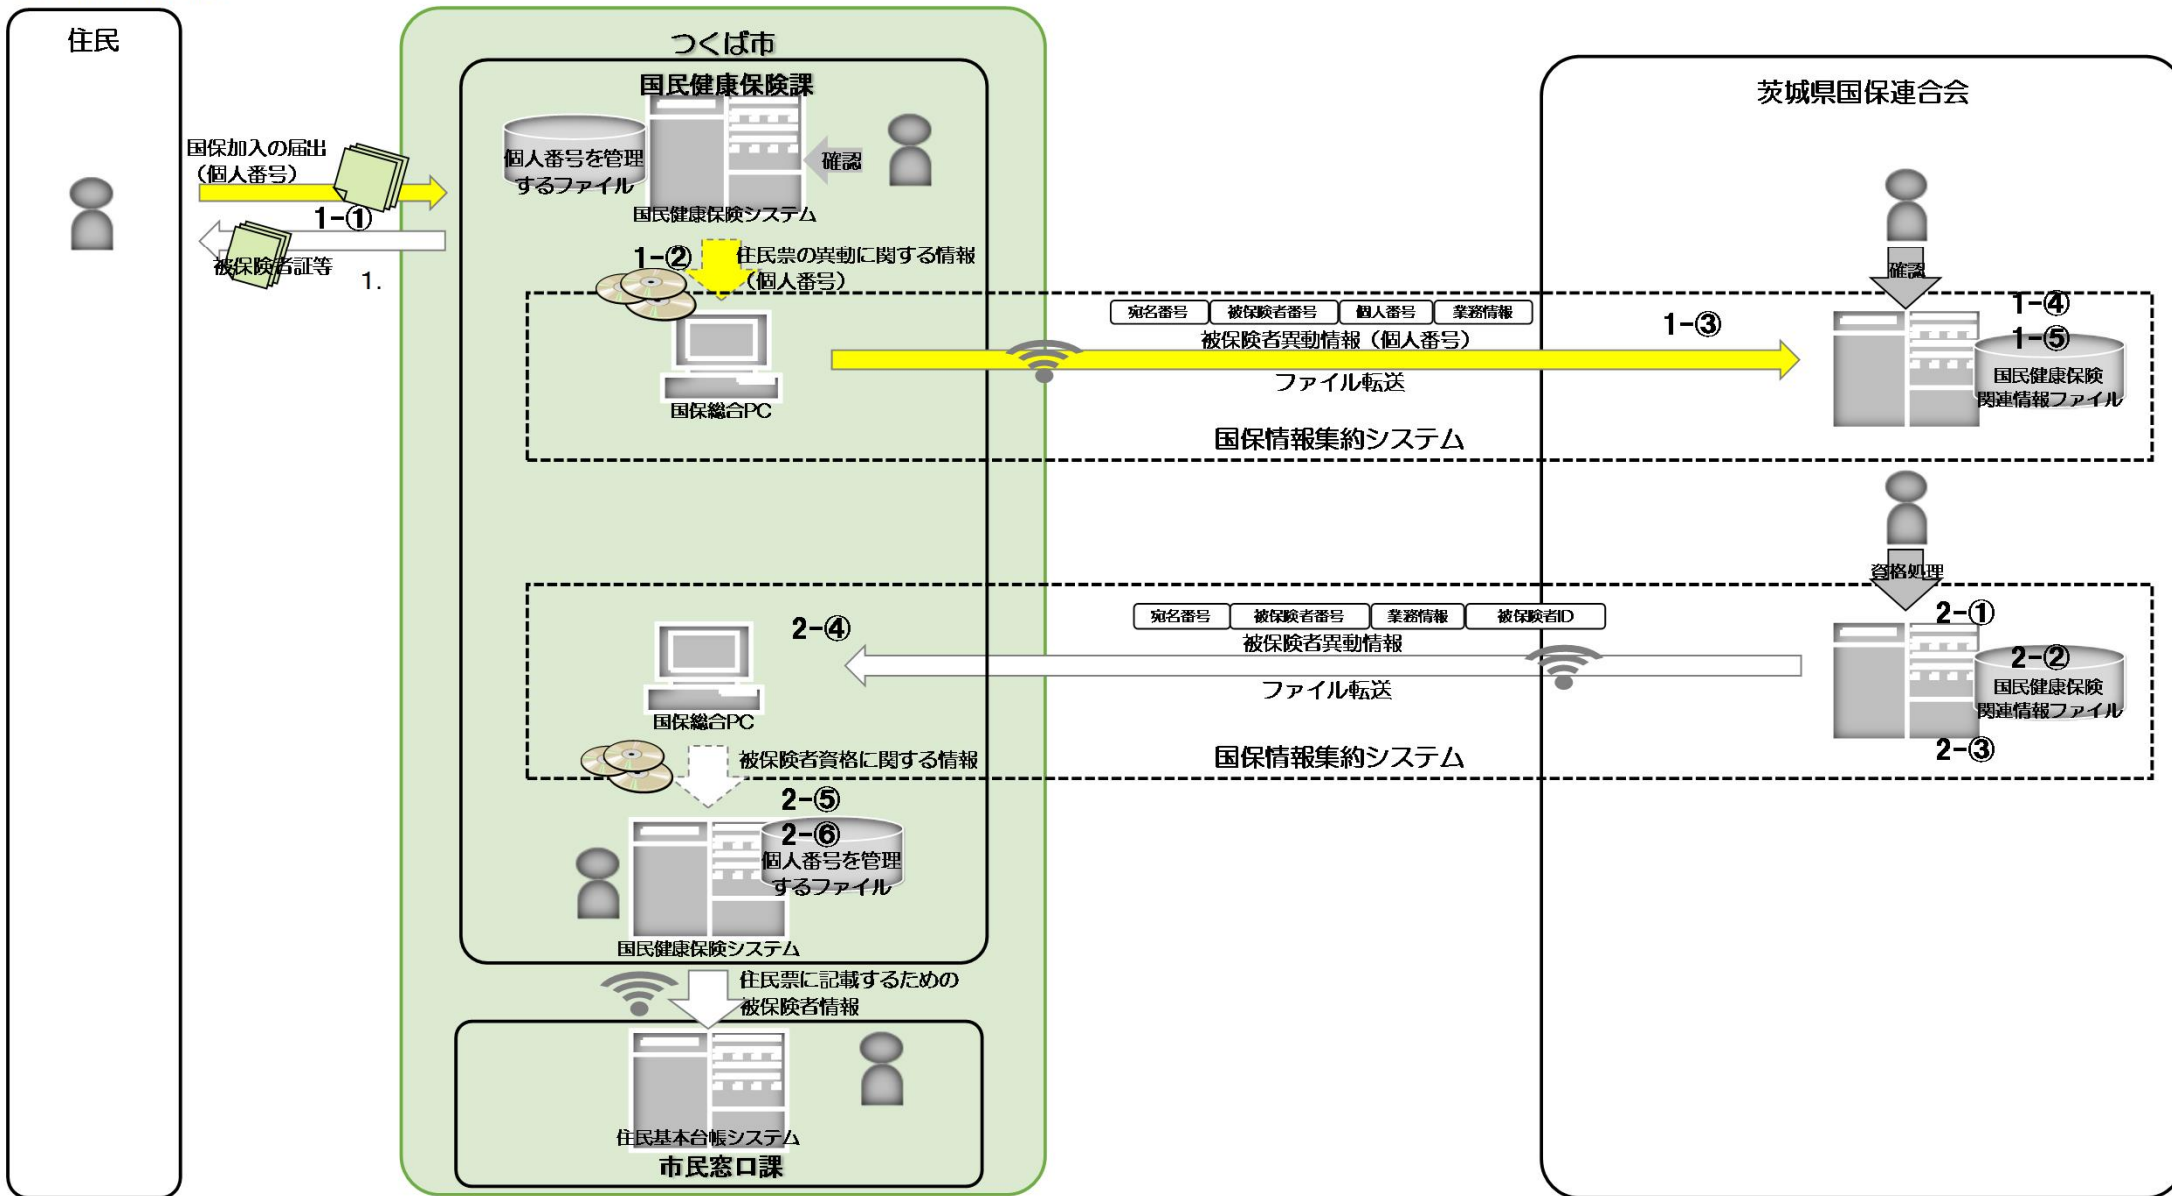 住民
つくば市
国民健康保険課
茨城県国保連合会
国保加入の届出
（個人番号）
1-①
被保険者証等
1.
個人番号を管理
するファイル
確認
国民健康保険システム
1-②
住民票の異動に関する情報
（個人番号）
確認
宛名番号
被保険者番号
個人番号
業務情報
1-③
被保険者異動情報（個人番号）
ファイル転送
1-④
1-⑤
国民健康保険
関連情報ファイル
国保総合PC
国保情報集約システム
資格処理
宛名番号
被保険者番号
業務情報
被保険者ID
2-④
被保険者異動情報
ファイル転送
2-①
2-②
国民健康保険
関連情報ファイル
2-③
国保総合PC
被保険者資格に関する情報
国保情報集約システム
2-⑤
2-⑥
個人番号を管理
するファイル
国民健康保険システム
住民票に記載するための
被保険者情報
住民基本台帳システム
市民窓口課